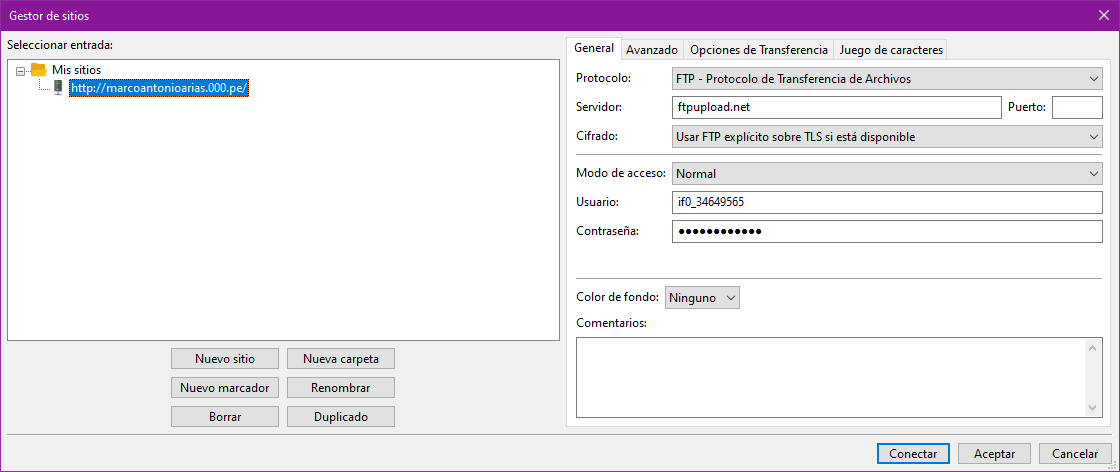 Gestor de sitios
Seleccionar entrada:
Mis sitios
http://marcoantonioarias.000.pe/
Nuevo sitio
Nueva carpeta
Nuevo marcador
Renombrar
Borrar
Duplicado
General
Avanzado
Opciones de Transferencia
Juego de caracteres
Protocolo: FTP - Protocolo de Transferencia de Archivos
Servidor: ftpupload.net Puerto:
Cifrado: Usar FTP explícito sobre TLS si está disponible
Modo de acceso: Normal
Usuario: if0_34649565
Contraseña: ●●●●●●●●●●●●
Color de fondo: Ninguno
Comentarios:
Conectar
Aceptar
Cancelar